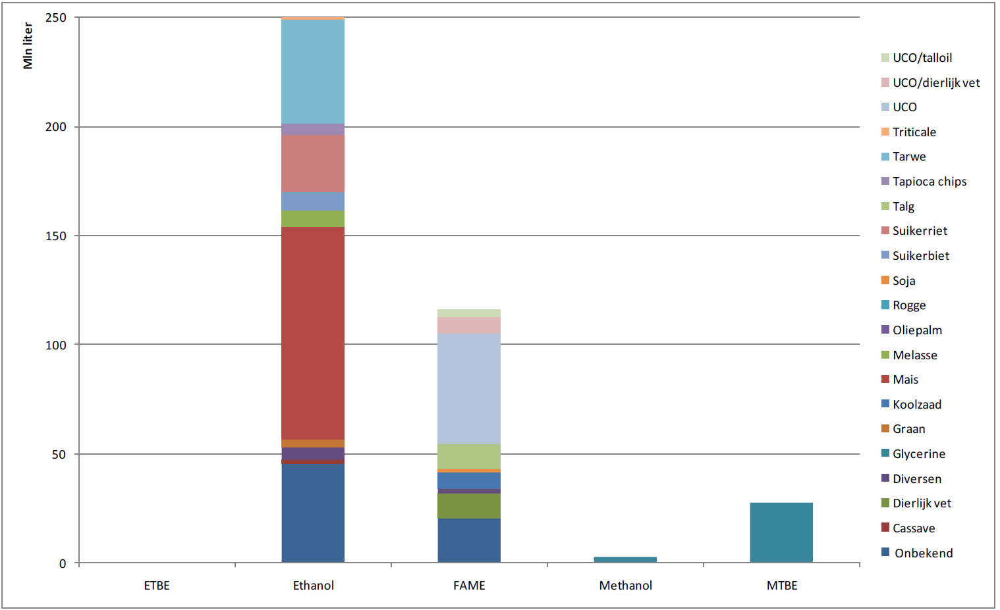 Mln liter
250
200
150
100
50
0
ETBE
Ethanol
FAME
Methanol
MTBE
UCO/talloil
UCO/dierlijk vet
UCO
Triticale
Tarwe
Tapioca chips
Talg
Suikerriet
Suikerbiet
Soja
Rogge
Oliepalm
Melasse
Mais
Koolzaad
Graan
Glycerine
Diversen
Dierlijk vet
Cassave
Onbekend